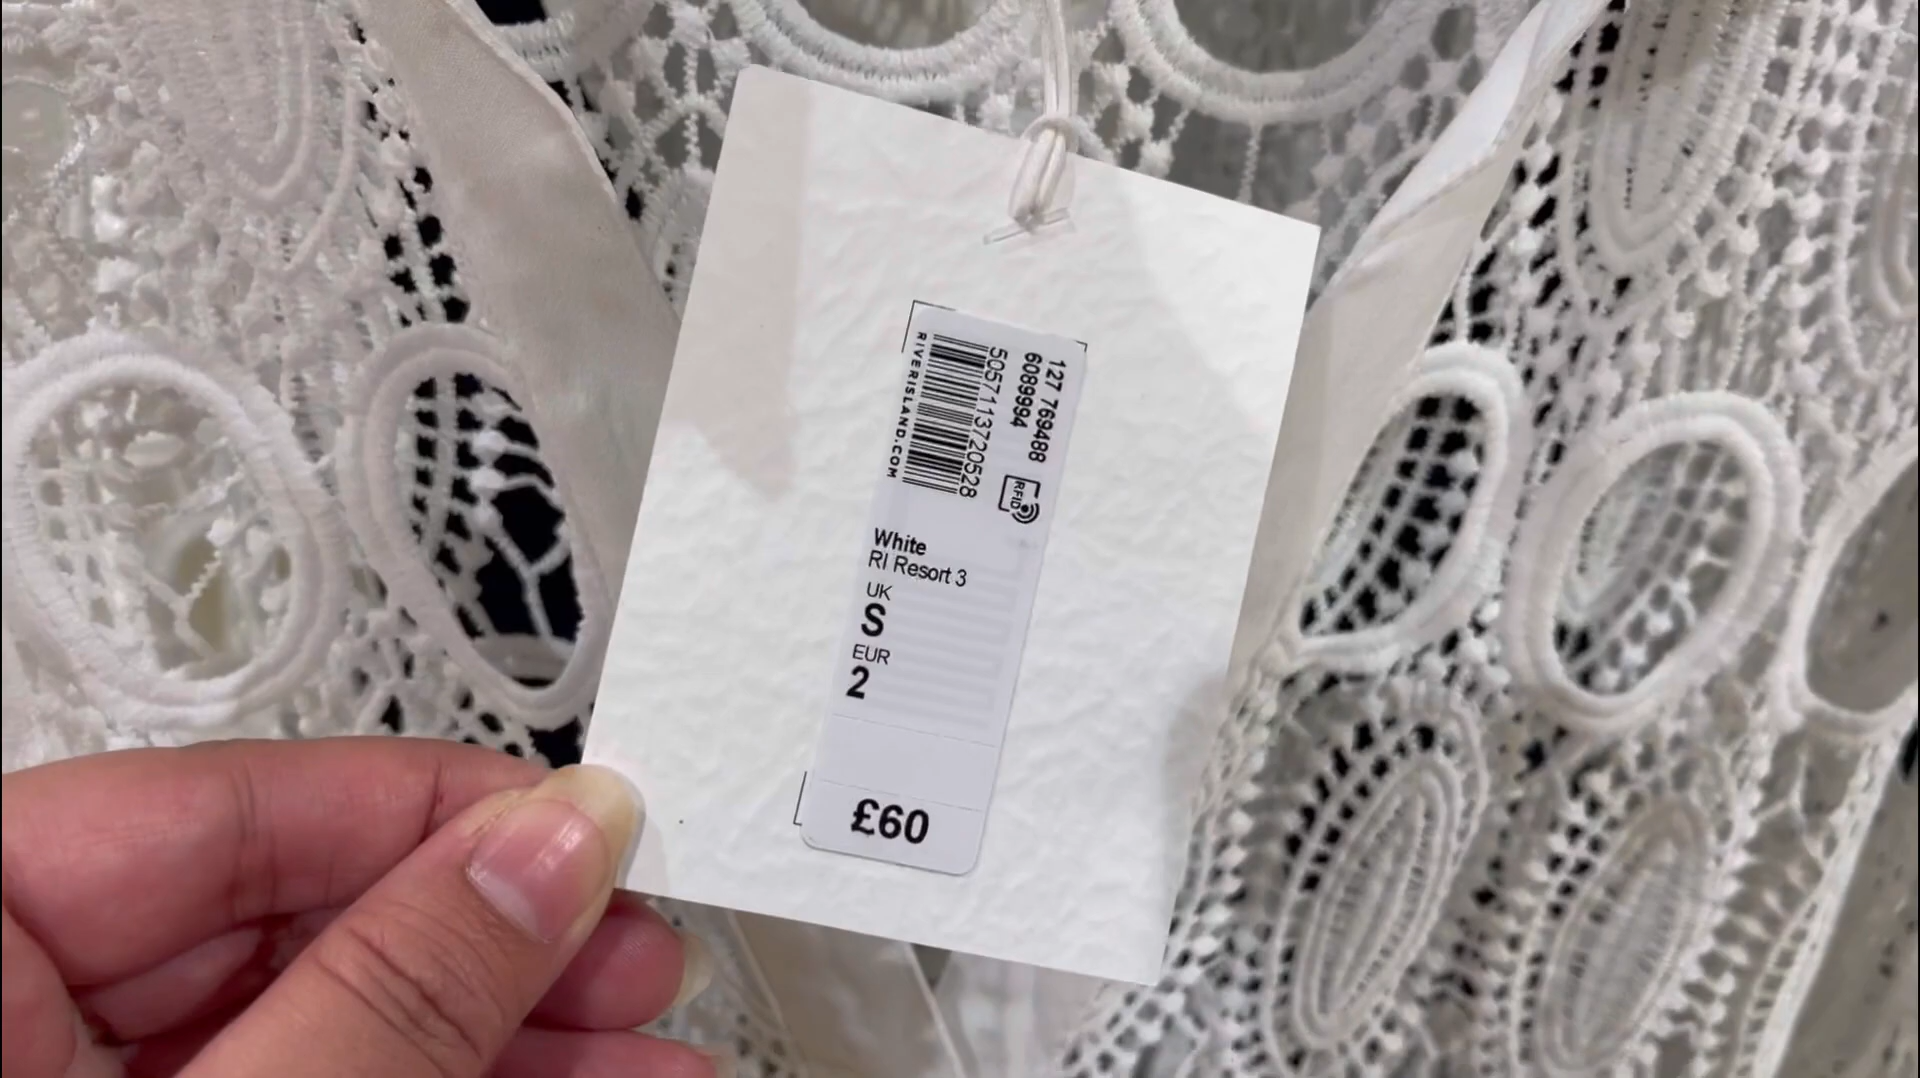 127 769488
6089994
RFID
5057113720528
RIVERISLAND.COM
White
RI Resort 3
UK
S
EUR
2
£60